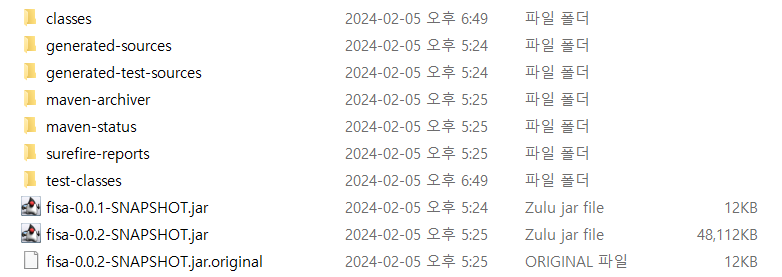 classes 2024-02-05 오후 6:49 파일 폴더
generated-sources 2024-02-05 오후 5:24 파일 폴더
generated-test-sources 2024-02-05 오후 5:24 파일 폴더
maven-archiver 2024-02-05 오후 5:25 파일 폴더
maven-status 2024-02-05 오후 5:25 파일 폴더
surefire-reports 2024-02-05 오후 5:25 파일 폴더
test-classes 2024-02-05 오후 6:49 파일 폴더
fisa-0.0.1-SNAPSHOT.jar 2024-02-05 오후 5:24 Zulu jar file 12KB
fisa-0.0.2-SNAPSHOT.jar 2024-02-05 오후 5:25 Zulu jar file 48,112KB
fisa-0.0.2-SNAPSHOT.jar.original 2024-02-05 오후 5:25 ORIGINAL 파일 12KB